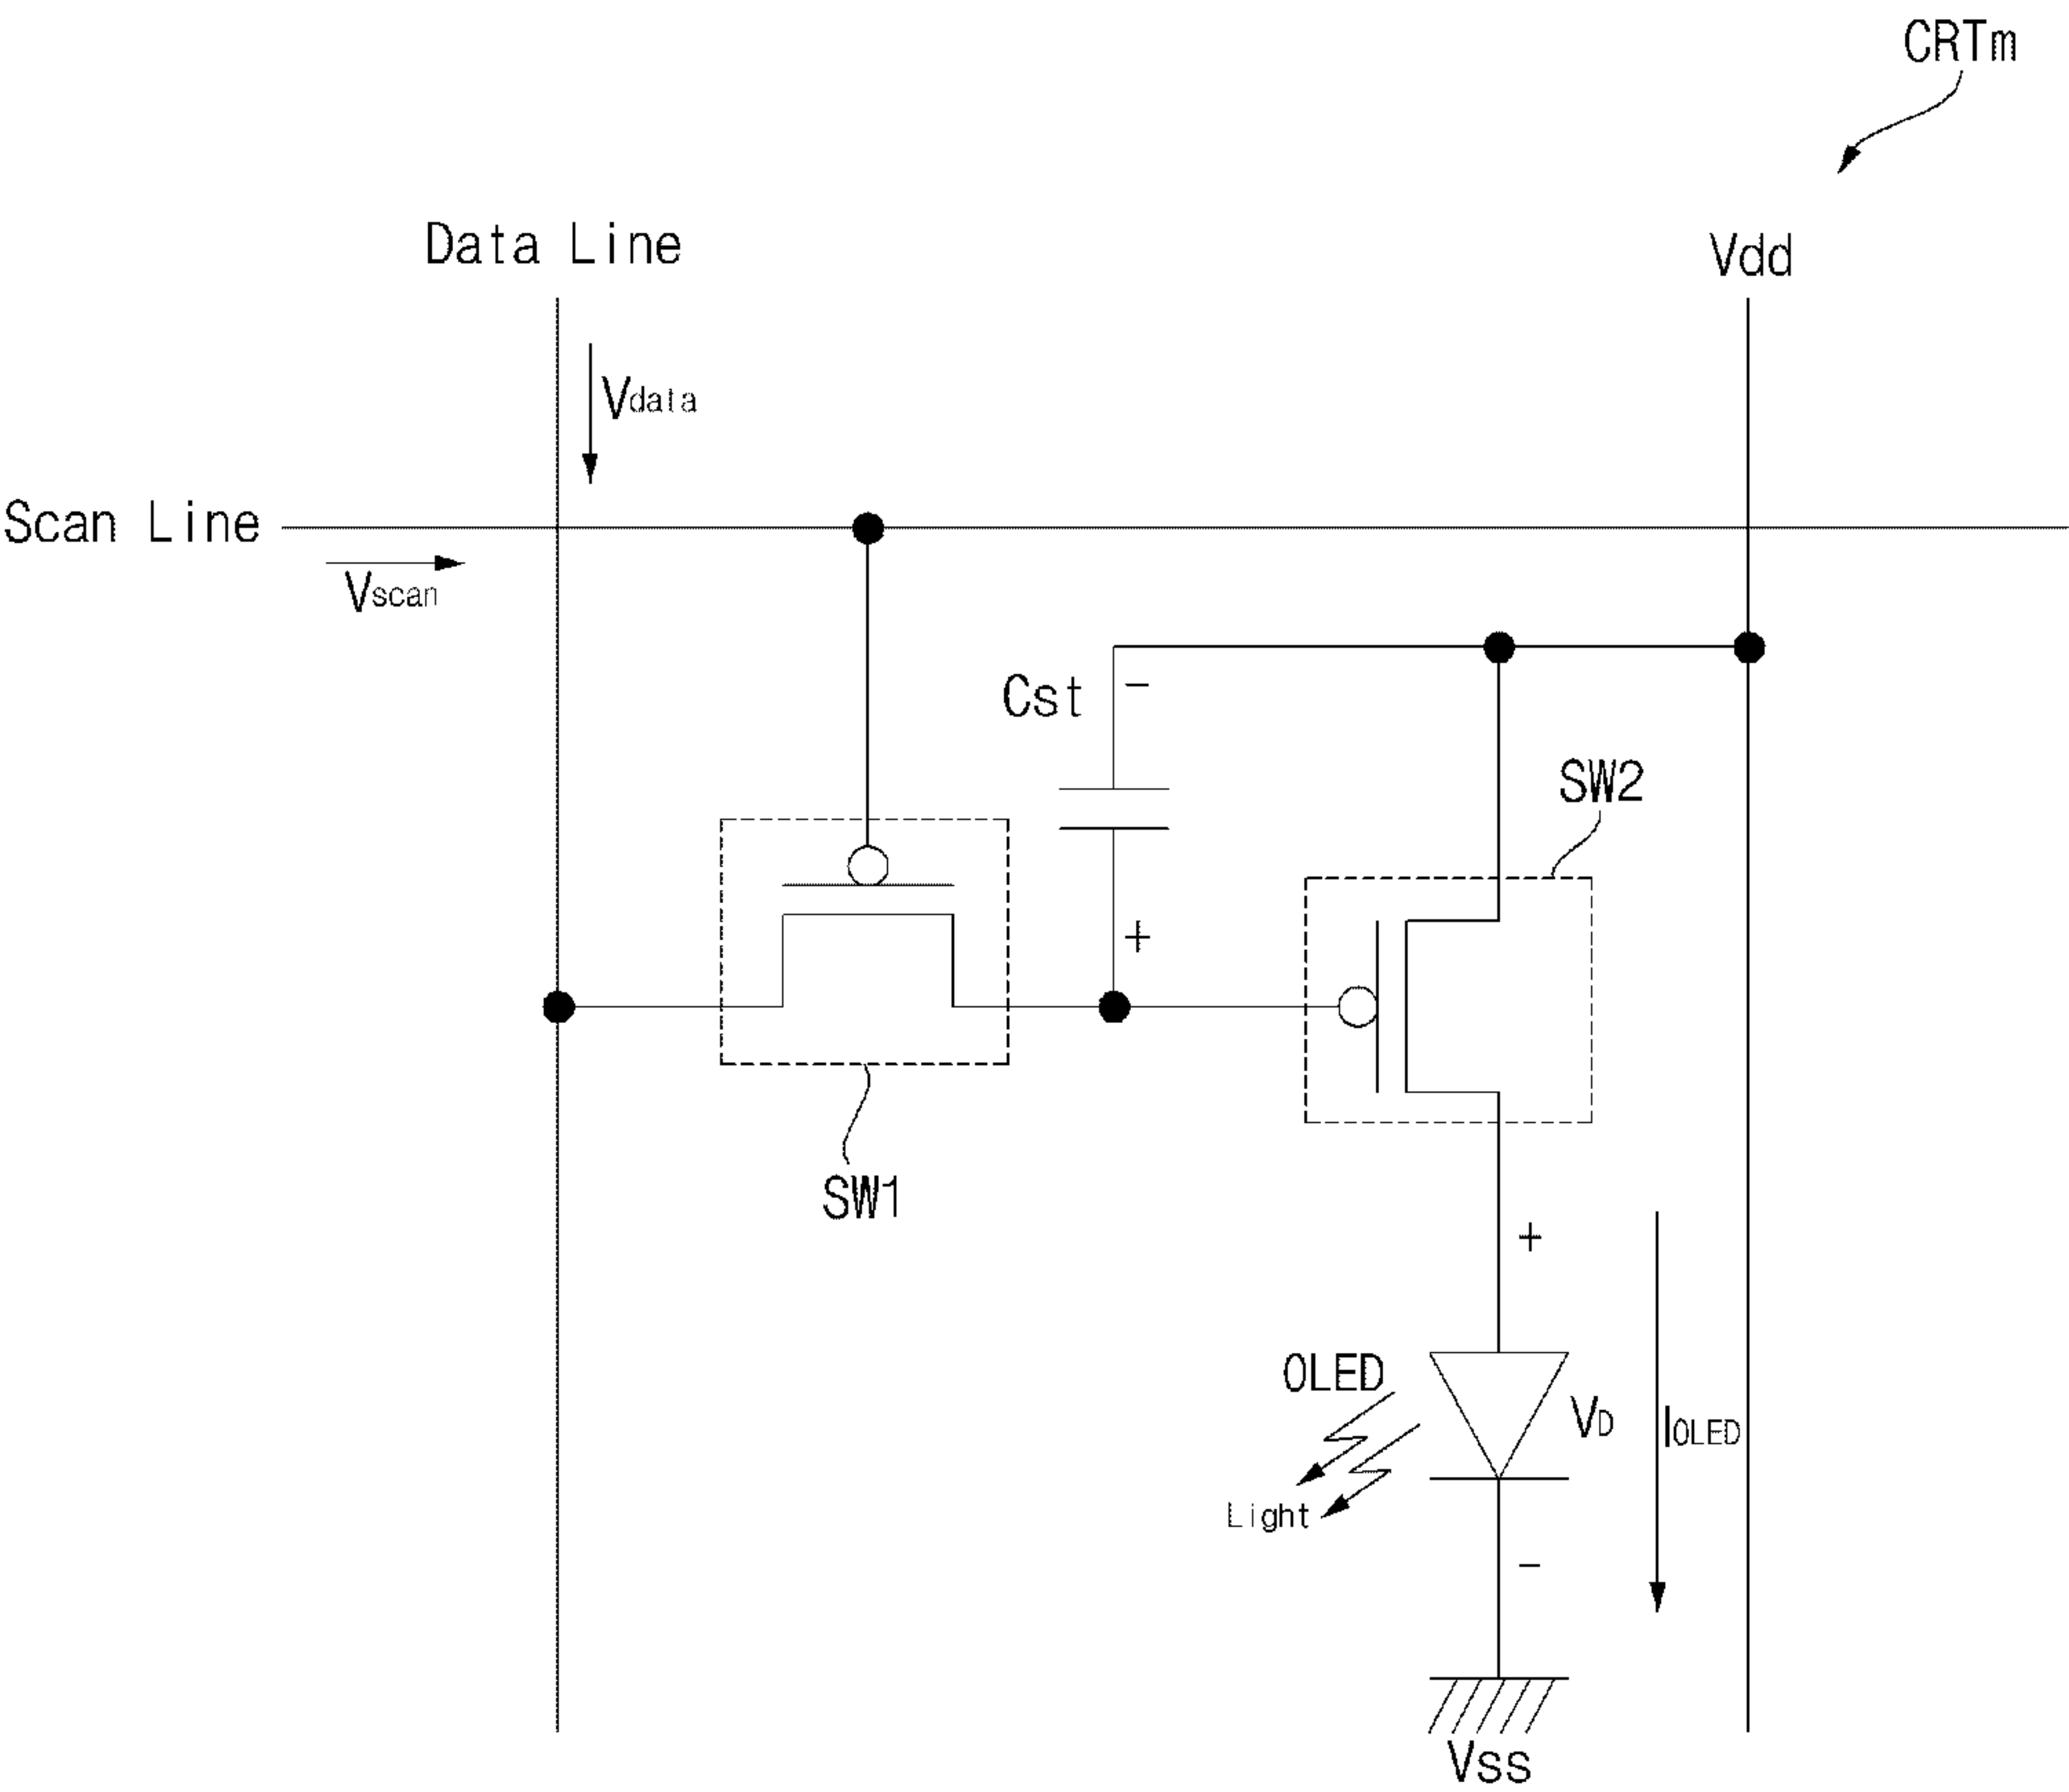 CRTm
Data Line
Vdd
Vdata
Scan Line
Vscan
Cst
-
SW2
+
SW1
+
OLED
VD
IOLED
Light
-
Vss